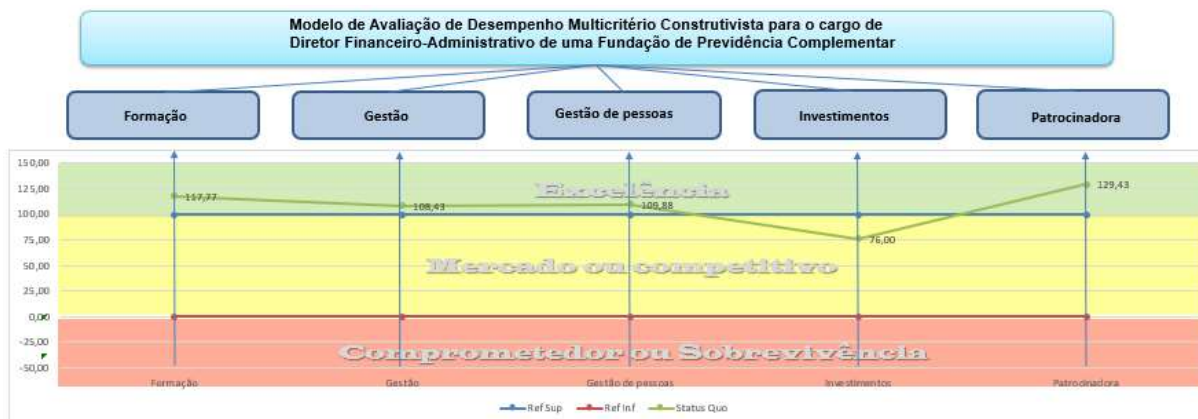 Modelo de Avaliação de Desempenho Multicritério Construtivista para o cargo de
Diretor Financeiro-Administrativo de uma Fundação de Previdência Complementar
Formação Gestão Gestão de pessoas Investimentos Patrocinadora
150,00
Excelência
125,00
117,77 108,43 109,88 76,00 129,43
100,00
75,00
Mercado ou competitivo
50,00
25,00
0,00
-25,00
Comprometedor ou Sobrevivência
-50,00
Formação Gestão Gestão de pessoas Investimentos Patrocinadora
Ref Sup Ref Inf Status Quo